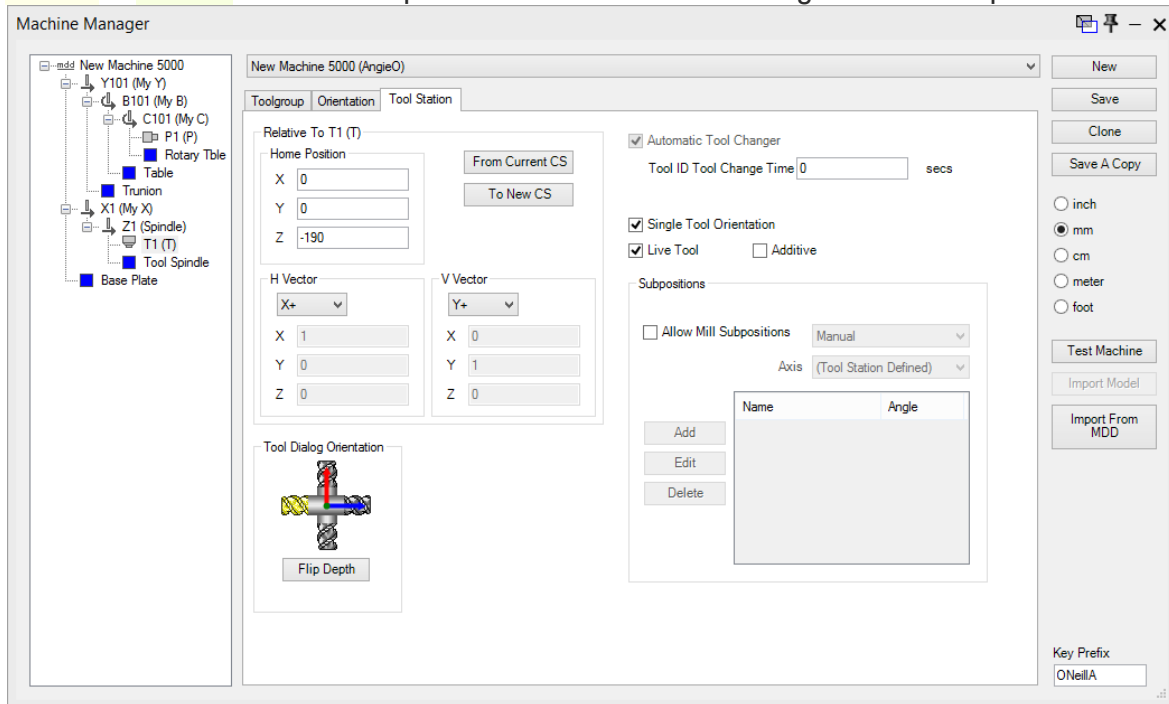 Machine Manager
mdd New Machine 5000
Y101 (My Y)
B101 (My B)
C101 (My C)
P1 (P)
Rotary Tble
Table
Trunion
X1 (My X)
Z1 (Spindle)
T1 (T)
Tool Spindle
Base Plate
New Machine 5000 (AngieO)
Toolgroup Orientation Tool Station
Relative To T1 (T)
Home Position
X 0
Y 0
Z -190
From Current CS
To New CS
H Vector
X+
X 1
Y 0
Z 0
V Vector
Y+
X 0
Y 1
Z 0
Tool Dialog Orientation
Flip Depth
Automatic Tool Changer
Tool ID Tool Change Time 0 secs
Single Tool Orientation
Live Tool Additive
Subpositions
Allow Mill Subpositions Manual
Axis (Tool Station Defined)
Name Angle
Add
Edit
Delete
New
Save
Clone
Save A Copy
inch
mm
cm
meter
foot
Test Machine
Import Model
Import From
MDD
Key Prefix
ONeillA